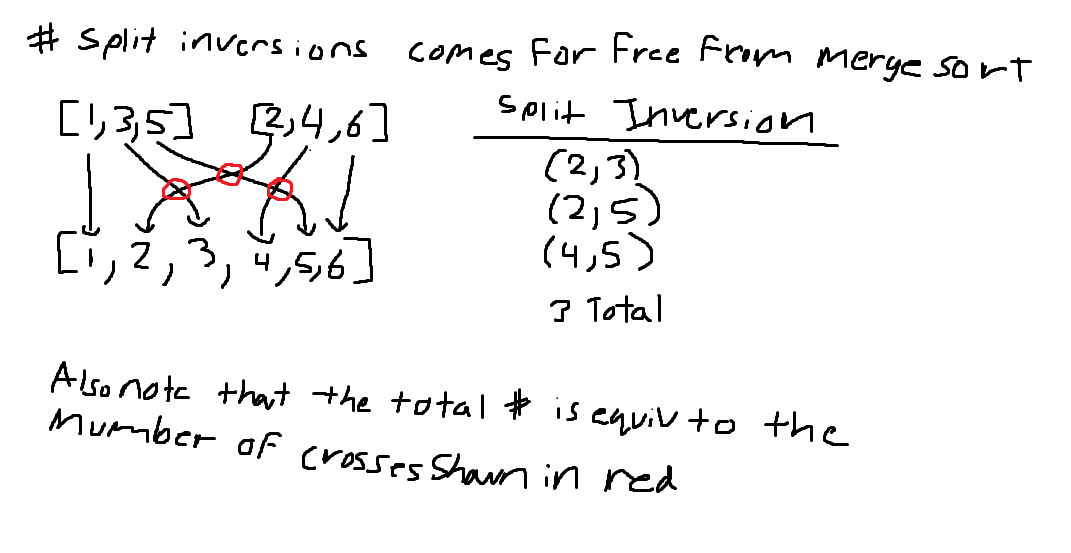 # split inversions comes for free from merge sort
[1,3,5] [2,4,6]
[1,2,3,4,5,6]
Split Inversion
(2,3)
(2,5)
(4,5)
3 Total
Also note that the total # is equiv to the
Number of crosses shown in red